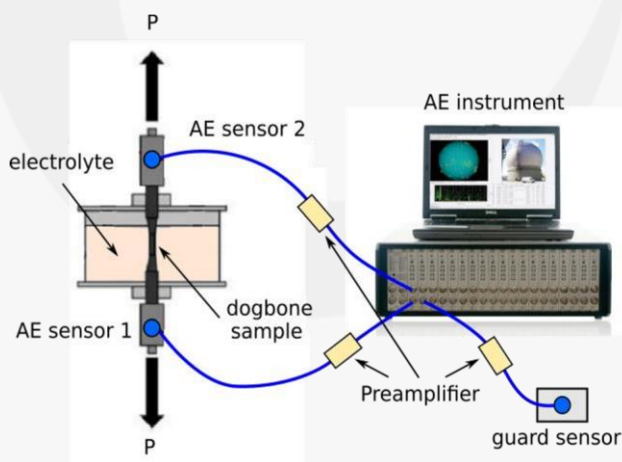 P
AE instrument
AE sensor 2
electrolyte
dogbone
sample
AE sensor 1
Preamplifier
P
guard sensor